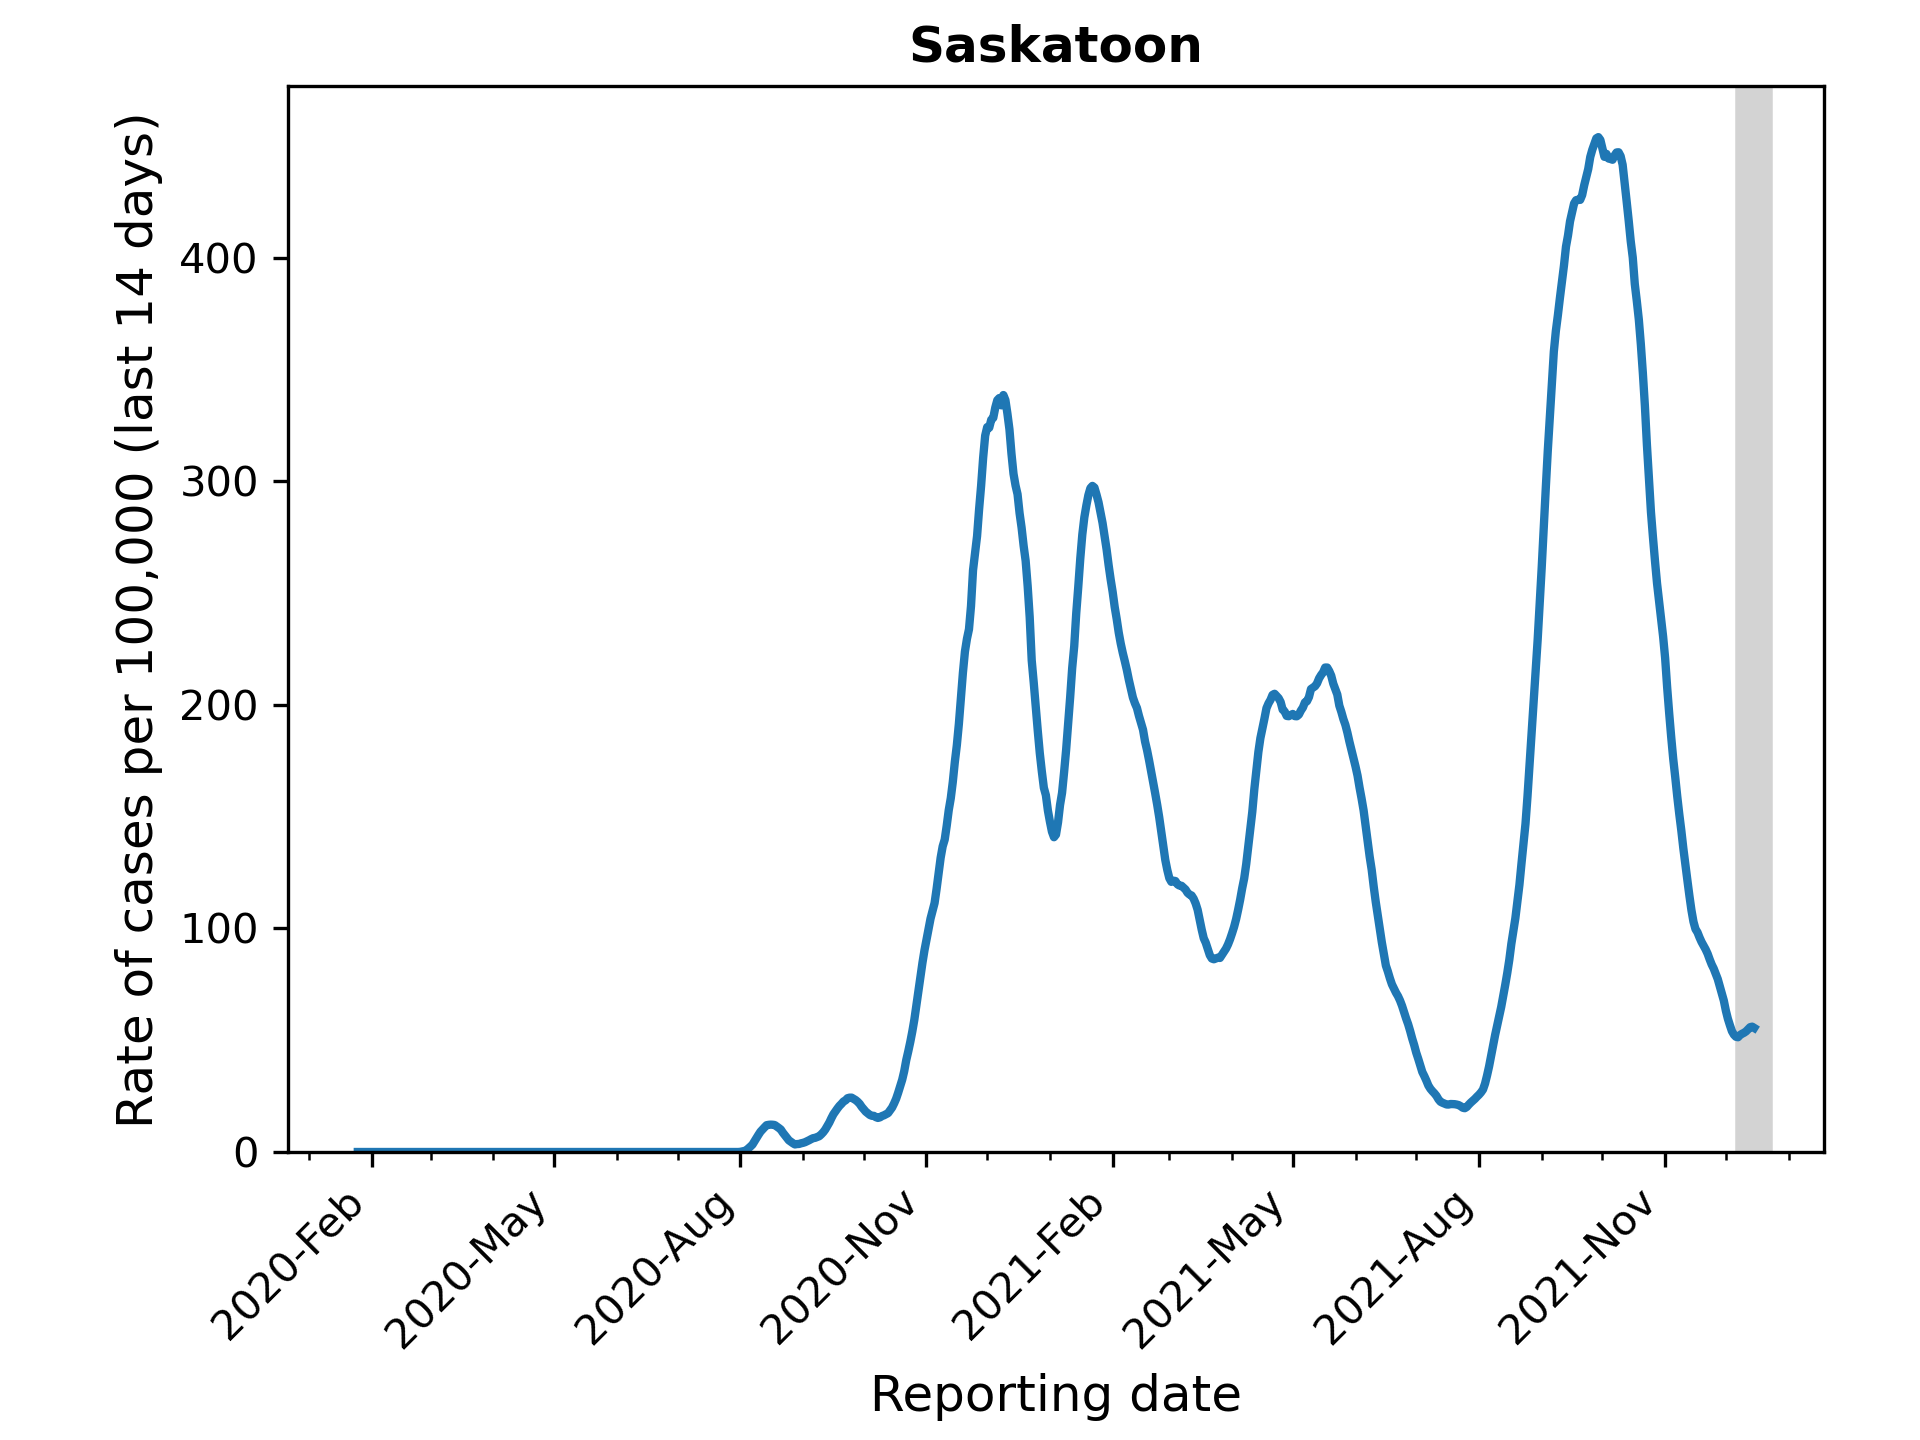 Saskatoon
Rate of cases per 100,000 (last 14 days)
400
300
200
100
0
2020-Feb
2020-May
2020-Aug
2020-Nov
2021-Feb
2021-May
2021-Aug
2021-Nov
Reporting date